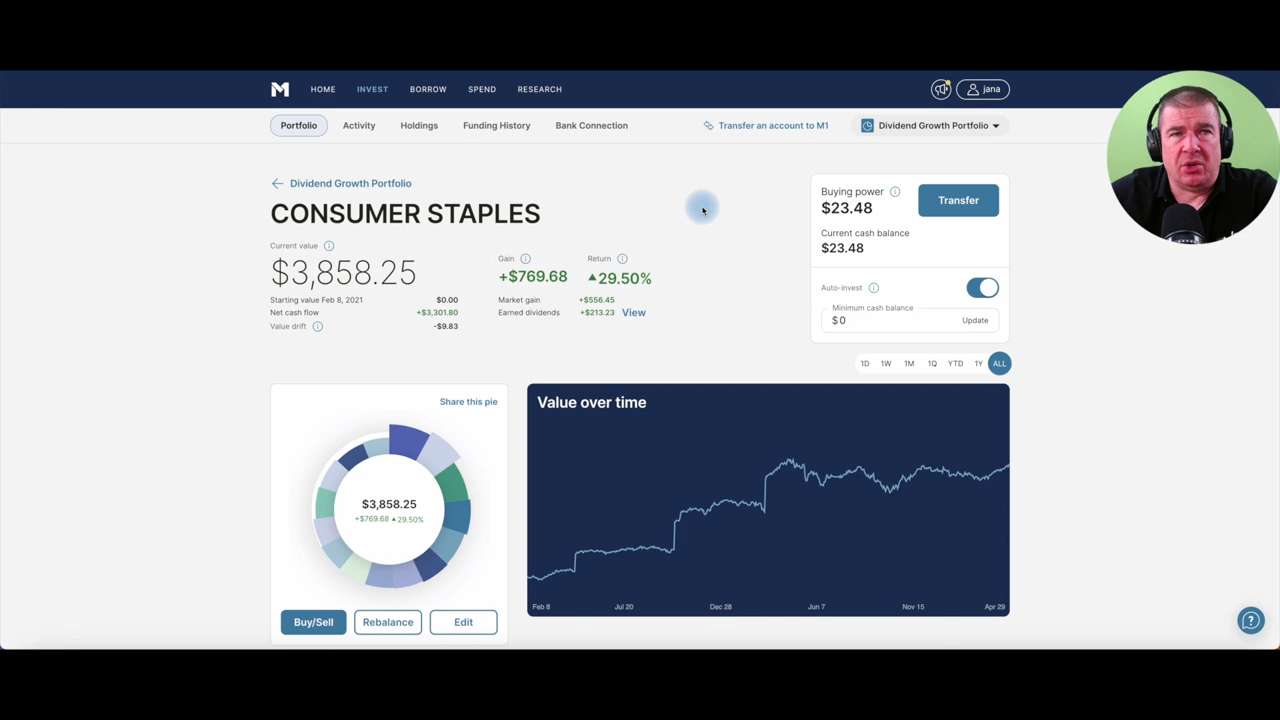 M HOME INVEST BORROW SPEND RESEARCH jana
Portfolio Activity Holdings Funding History Bank Connection Transfer an account to M1 Dividend Growth Portfolio
Dividend Growth Portfolio
CONSUMER STAPLES
Current value
$3,858.25
Starting value Feb 8, 2021 $0.00
Net cash flow +$3,301.80
Value drift -$9.83
Gain Return
+$769.68 ▲29.50%
Market gain +$556.45
Earned dividends +$213.23 View
Buying power
$23.48
Transfer
Current cash balance
$23.48
Auto-invest
Minimum cash balance
$0 Update
1D 1W 1M 1Q YTD 1Y ALL
Share this pie
$3,858.25
+$769.68 ▲29.50%
Buy/Sell Rebalance Edit
Value over time
Feb 8 Jul 20 Dec 28 Jun 7 Nov 15 Apr 29